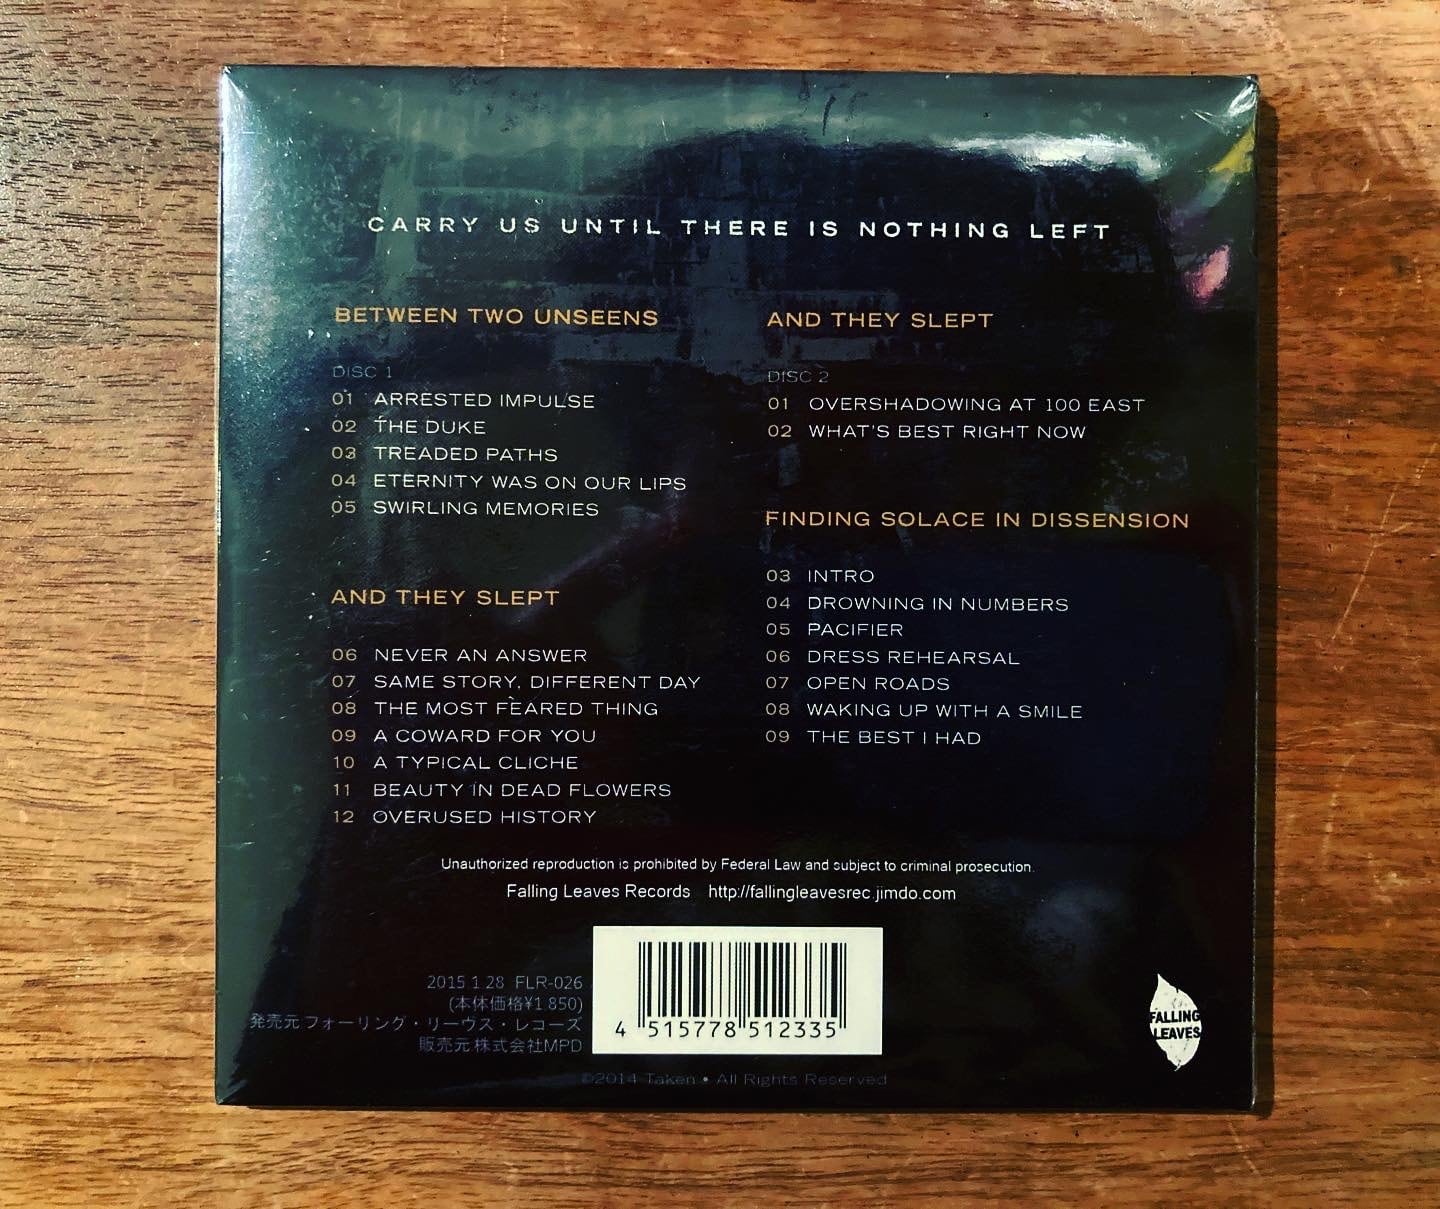 CARRY US UNTIL THERE IS NOTHING LEFT
BETWEEN TWO UNSEENS
DISC 1
01 ARRESTED IMPULSE
02 THE DUKE
03 TREADED PATHS
04 ETERNITY WAS ON OUR LIPS
05 SWIRLING MEMORIES
AND THEY SLEPT
06 NEVER AN ANSWER
07 SAME STORY, DIFFERENT DAY
08 THE MOST FEARED THING
09 A COWARD FOR YOU
10 A TYPICAL CLICHE
11 BEAUTY IN DEAD FLOWERS
12 OVERUSED HISTORY
AND THEY SLEPT
DISC 2
01 OVERSHADOWING AT 100 EAST
02 WHAT'S BEST RIGHT NOW
FINDING SOLACE IN DISSENSION
03 INTRO
04 DROWNING IN NUMBERS
05 PACIFIER
06 DRESS REHEARSAL
07 OPEN ROADS
08 WAKING UP WITH A SMILE
09 THE BEST I HAD
Unauthorized reproduction is prohibited by Federal Law and subject to criminal prosecution.
Falling Leaves Records http://fallingleavesrec.jimdo.com
2015.1.28 FLR-026
(本体価格¥1.850)
発売元 フォーリング・リーヴス・レコーズ
販売元 株式会社MPD
4 515778 512335
FALLING
LEAVES
©2014 Taken • All Rights Reserved